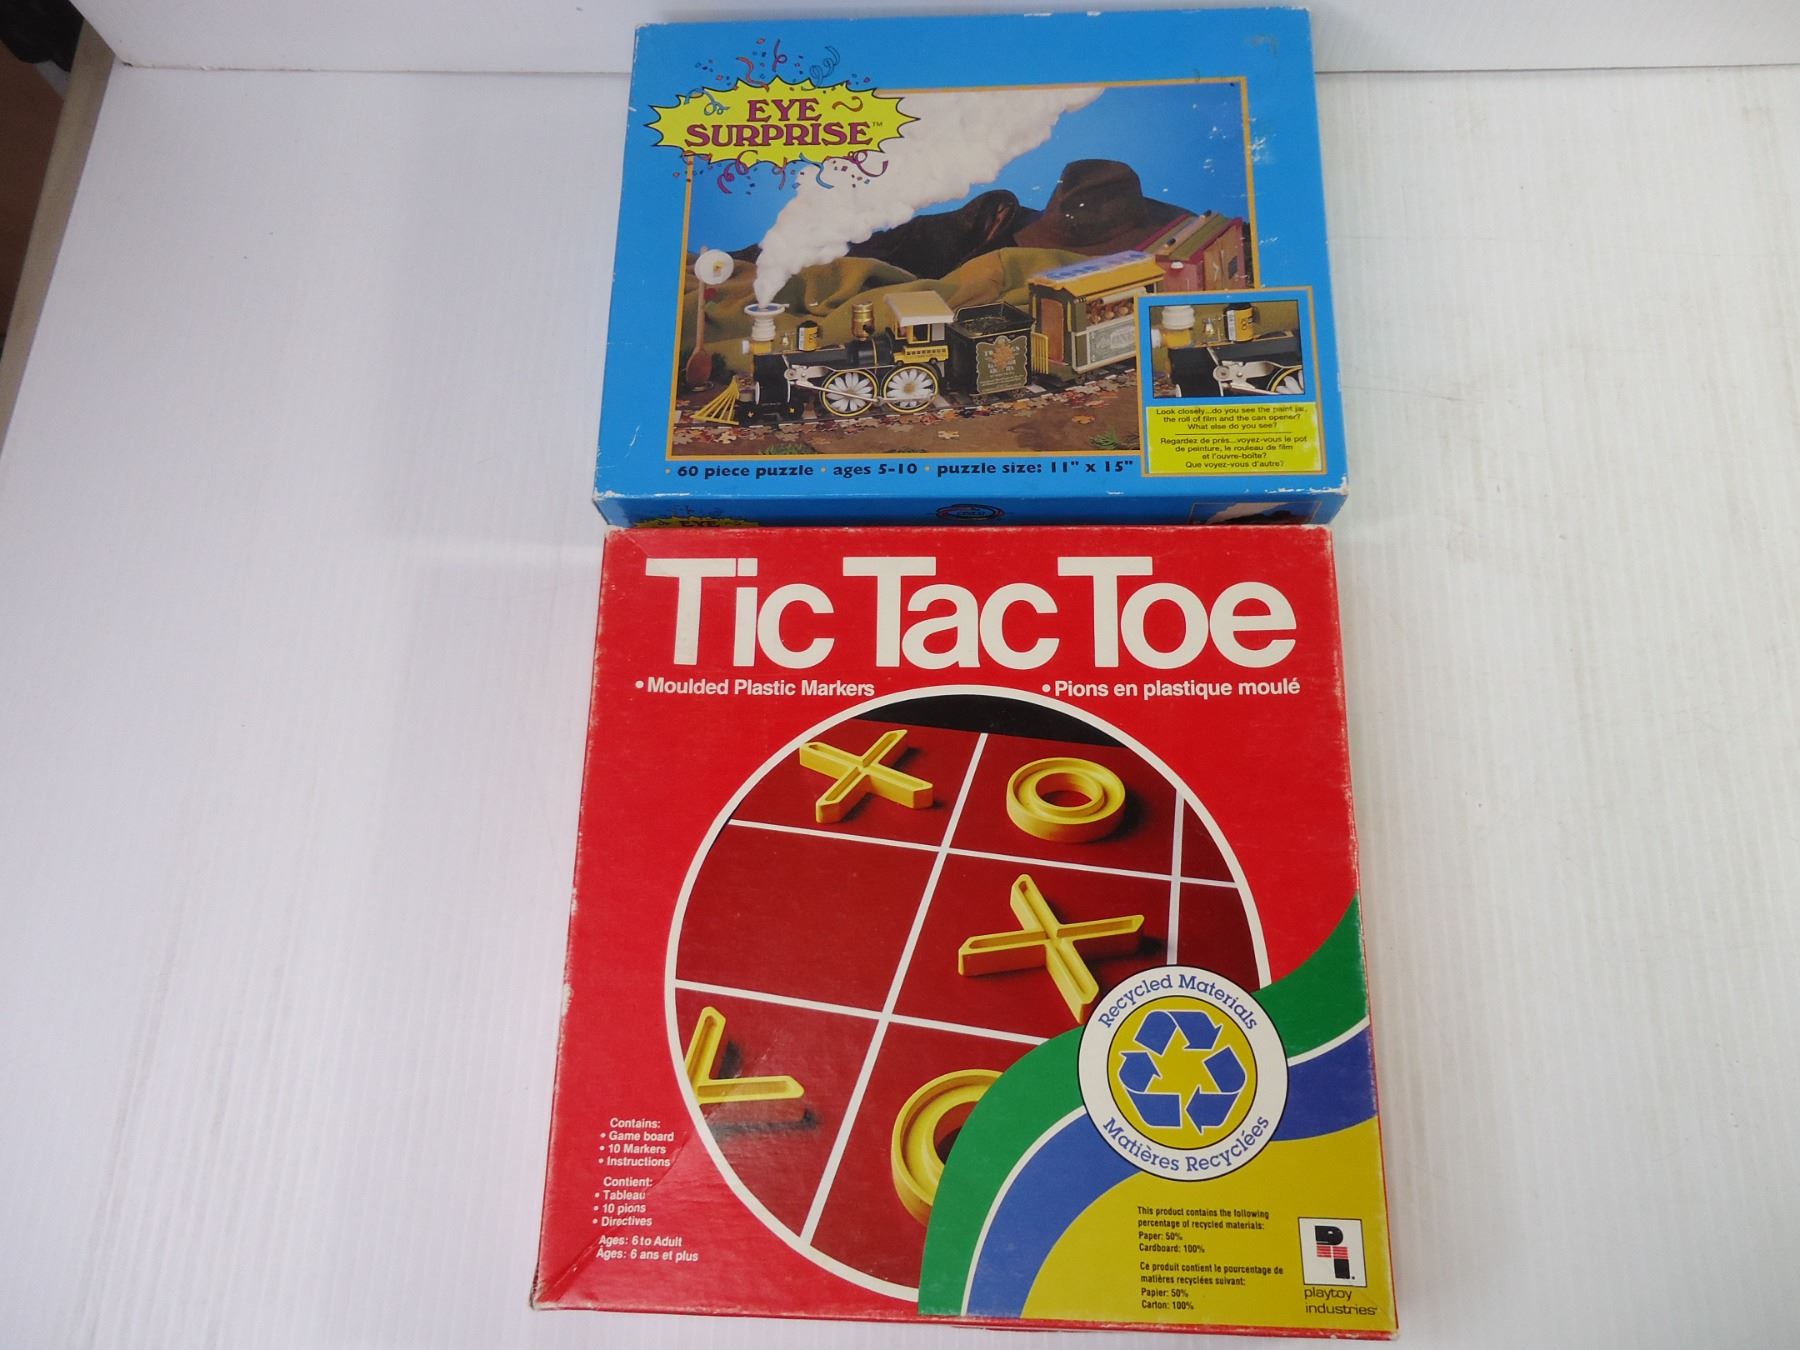 EYE
SURPRISE™
Look closely...do you see the paint jar,
the roll of film and the can opener?
What else do you see?
Regardez de près...voyez-vous le pot
de peinture, le rouleau de film
et l'ouvre-boîte?
Que voyez-vous d'autre?
• 60 piece puzzle • ages 5-10 • puzzle size: 11" x 15"
EYE
Tic Tac Toe
• Moulded Plastic Markers
• Pions en plastique moulé
Recycled Materials
Matières Recyclées
Contains:
• Game board
• 10 Markers
• Instructions
Contient:
• Tableau
• 10 pions
• Directives
Ages: 6 to Adult
Âges: 6 ans et plus
This product contains the following
percentage of recycled materials:
Paper: 50%
Cardboard: 100%
Ce produit contient le pourcentage de
matières recyclées suivant:
Papier: 50%
Carton: 100%
playtoy
industries